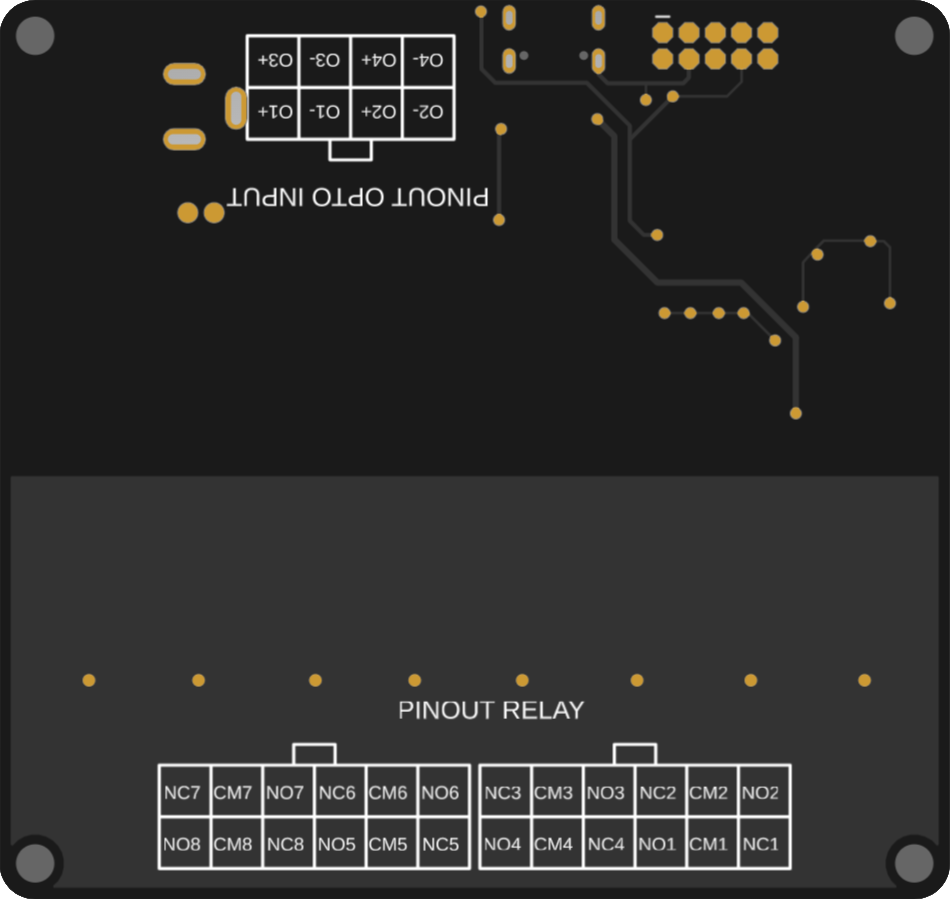 PINOUT OPTO INPUT
O2- O2+ O1- O1+
O4- O4+ O3- O3+
PINOUT RELAY
NC7 CM7 NO7 NC6 CM6 NO6 NC3 CM3 NO3 NC2 CM2 NO2
NO8 CM8 NC8 NO5 CM5 NC5 NO4 CM4 NC4 NO1 CM1 NC1